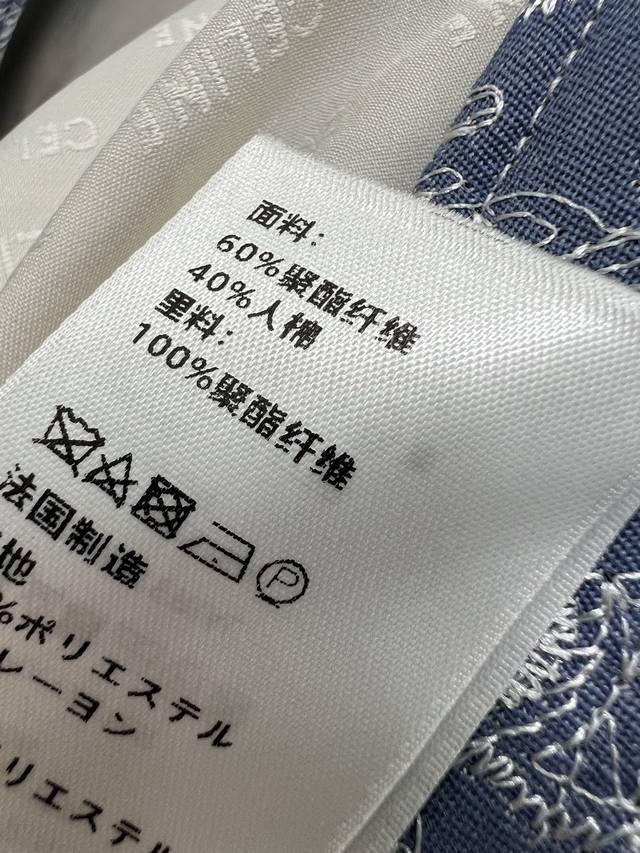 面料：
60%聚酯纤维
40%人棉
里料：
100%聚酯纤维
P
法国制造
地
%ポリエステル
レーヨン
リエステル